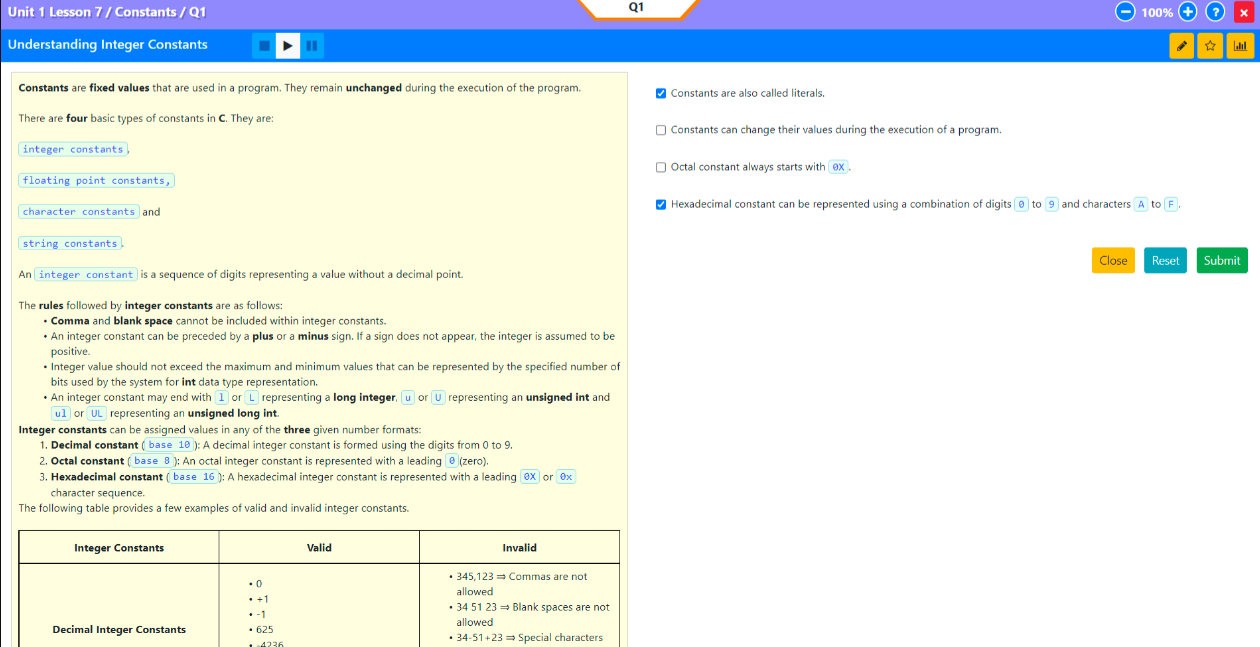 Unit 1 Lesson 7 / Constants / Q1
Q1
100%
?
Understanding Integer Constants
Constants are fixed values that are used in a program. They remain unchanged during the execution of the program.
There are four basic types of constants in C. They are:
integer constants,
floating point constants,
character constants and
string constants.
An integer constant is a sequence of digits representing a value without a decimal point.
The rules followed by integer constants are as follows:
• Comma and blank space cannot be included within integer constants.
• An integer constant can be preceded by a plus or a minus sign. If a sign does not appear, the integer is assumed to be
positive.
• Integer value should not exceed the maximum and minimum values that can be represented by the specified number of
bits used by the system for int data type representation.
• An integer constant may end with l or L representing a long integer, u or U representing an unsigned int and
ul or UL representing an unsigned long int.
Integer constants can be assigned values in any of the three given number formats:
1. Decimal constant (base 10): A decimal integer constant is formed using the digits from 0 to 9.
2. Octal constant (base 8): An octal integer constant is represented with a leading 0 (zero).
3. Hexadecimal constant (base 16): A hexadecimal integer constant is represented with a leading 0X or 0x
character sequence.
The following table provides a few examples of valid and invalid integer constants.
Integer Constants Valid Invalid
Decimal Integer Constants
• 0
• +1
• -1
• 625
• -4236
• 345,123 ⇒ Commas are not
allowed
• 34 51 23 ⇒ Blank spaces are not
allowed
• 34-51+23 ⇒ Special characters
Constants are also called literals.
Constants can change their values during the execution of a program.
Octal constant always starts with 0X.
Hexadecimal constant can be represented using a combination of digits 0 to 9 and characters A to F.
Close Reset Submit